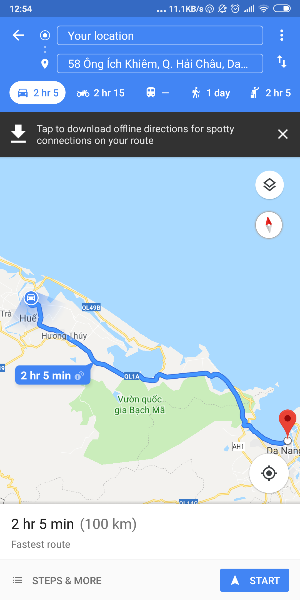 12:54
... 11.1KB/s
Your location
58 Ông Ích Khiêm, Q. Hải Châu, Da...
2 hr 5
2 hr 15
—
1 day
2 hr 5
Tap to download offline directions for spotty
connections on your route
QL49B
Trà
Huế
Hương Thủy
2 hr 5 min
QL1A
Vườn quốc
gia Bạch Mã
AH1
Da Nang
2 hr 5 min (100 km)
Fastest route
STEPS & MORE
START